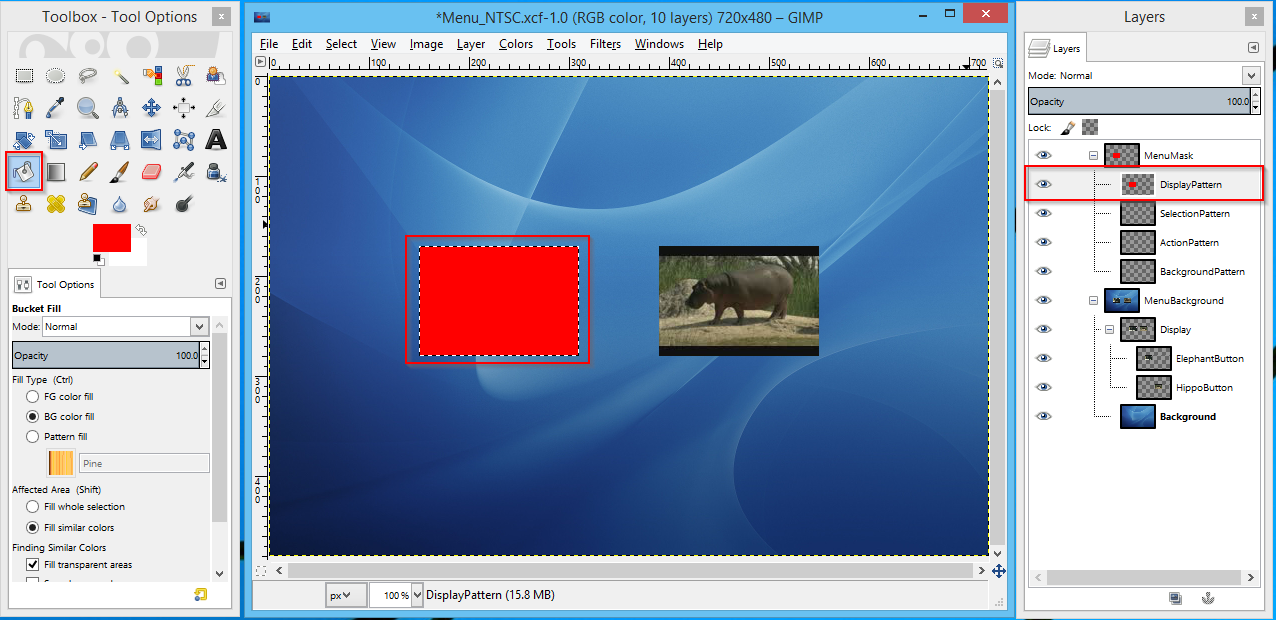 Toolbox - Tool Options
Bucket Fill
Tool Options
Mode: Normal
Opacity 100.0
Fill Type (Ctrl)
FG color fill
BG color fill
Pattern fill
Pine
Affected Area (Shift)
Fill whole selection
Fill similar colors
Finding Similar Colors
Fill transparent areas
*Menu_NTSC.xcf-1.0 (RGB color, 10 layers) 720x480 – GIMP
File Edit Select View Image Layer Colors Tools Filters Windows Help
0 100 200 300 400 500 600 700
0
100
200
300
400
px 100 % DisplayPattern (15.8 MB)
Layers
Layers
Mode: Normal
Opacity 100.0
Lock:
MenuMask
DisplayPattern
SelectionPattern
ActionPattern
BackgroundPattern
MenuBackground
Display
ElephantButton
HippoButton
Background